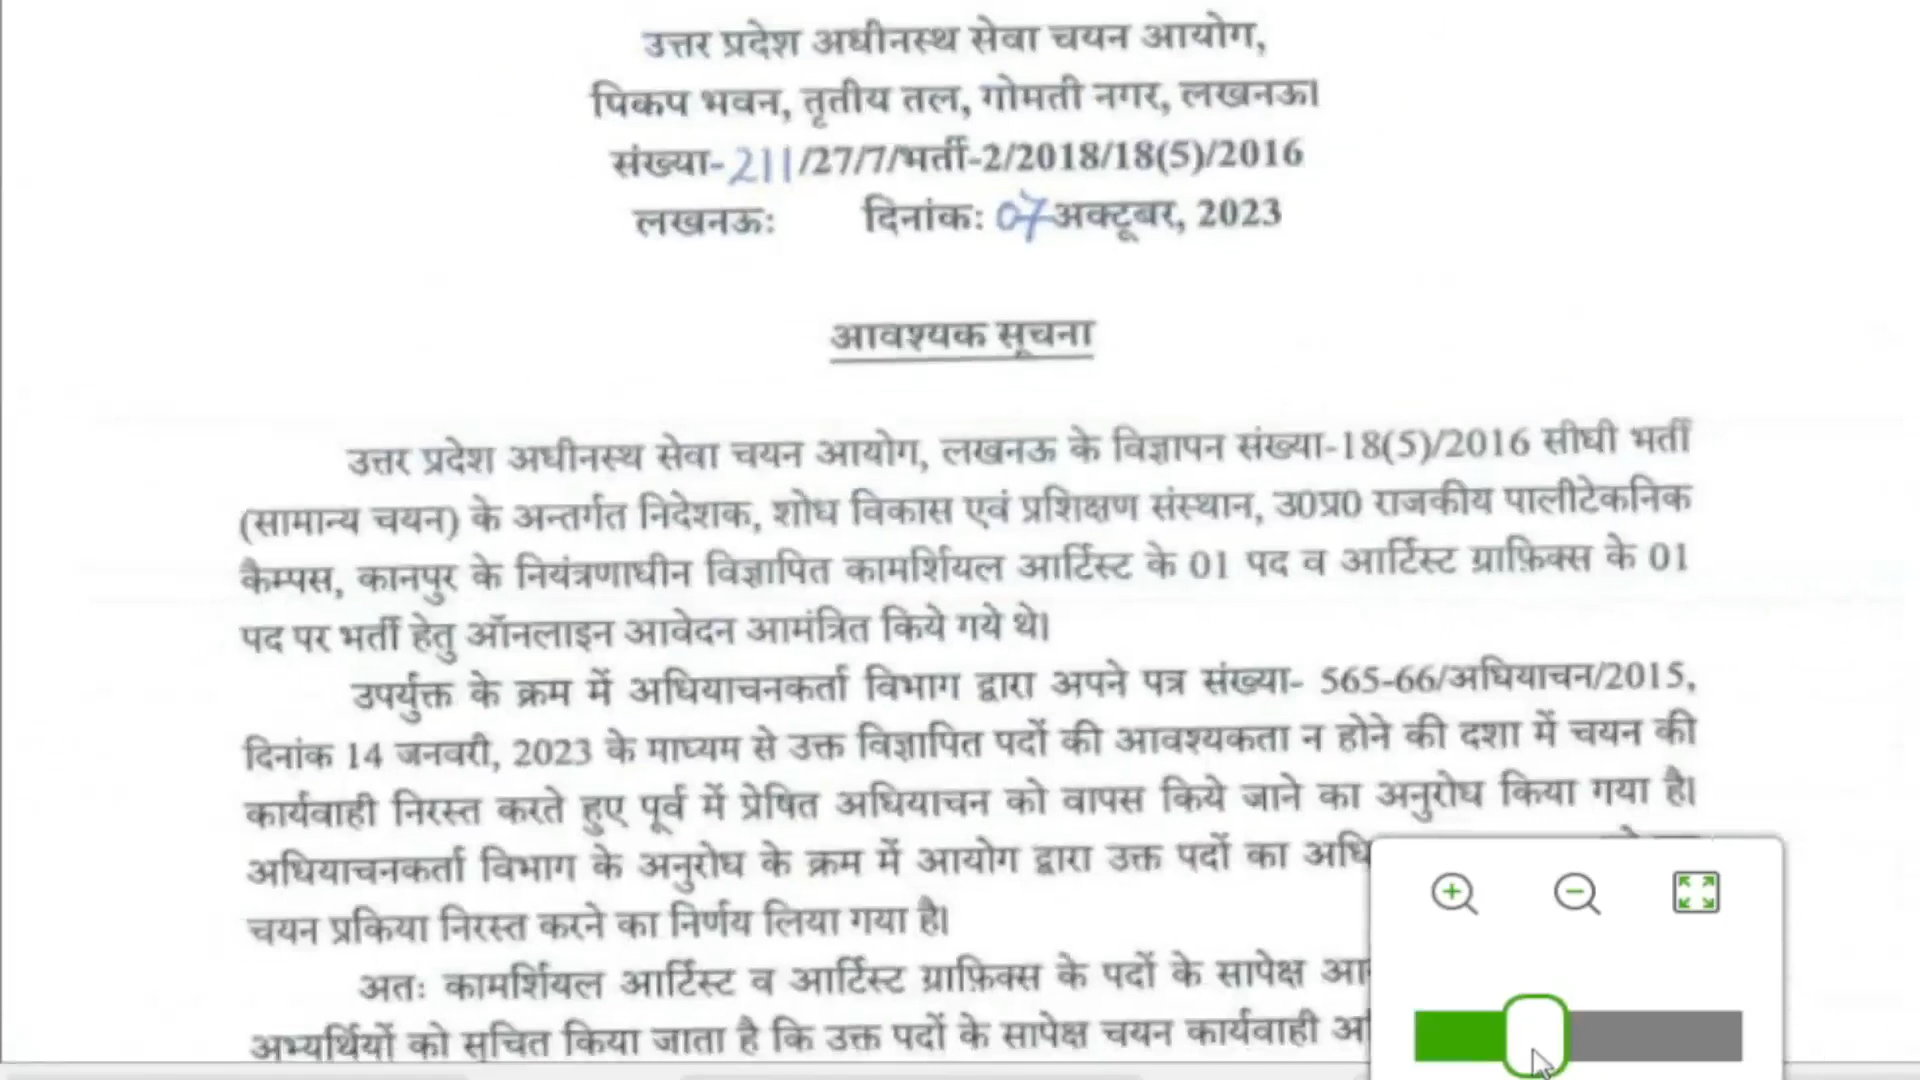 उत्तर प्रदेश अधीनस्थ सेवा चयन आयोग,
पिकप भवन, तृतीय तल, गोमती नगर, लखनऊ।
संख्या-211/27/7/भर्ती-2/2018/18(5)/2016
लखनऊः दिनांकः 07 अक्टूबर, 2023
आवश्यक सूचना
उत्तर प्रदेश अधीनस्थ सेवा चयन आयोग, लखनऊ के विज्ञापन संख्या-18(5)/2016 सीधी भर्ती
(सामान्य चयन) के अन्तर्गत निदेशक, शोध विकास एवं प्रशिक्षण संस्थान, उ0प्र0 राजकीय पालीटेकनिक
कैम्पस, कानपुर के नियंत्रणाधीन विज्ञापित कामर्शियल आर्टिस्ट के 01 पद व आर्टिस्ट ग्राफ़िक्स के 01
पद पर भर्ती हेतु ऑनलाइन आवेदन आमंत्रित किये गये थे।
उपर्युक्त के क्रम में अधियाचनकर्ता विभाग द्वारा अपने पत्र संख्या- 565-66/अधियाचन/2015,
दिनांक 14 जनवरी, 2023 के माध्यम से उक्त विज्ञापित पदों की आवश्यकता न होने की दशा में चयन की
कार्यवाही निरस्त करते हुए पूर्व में प्रेषित अधियाचन को वापस किये जाने का अनुरोध किया गया है।
अधियाचनकर्ता विभाग के अनुरोध के क्रम में आयोग द्वारा उक्त पदों का
चयन प्रकिया निरस्त करने का निर्णय लिया गया है।
अतः कामर्शियल आर्टिस्ट व आर्टिस्ट ग्राफ़िक्स के पदों के सापेक्ष
अभ्यर्थियों को सूचित किया जाता है कि उक्त पदों के सापेक्ष चयन कार्यवाही